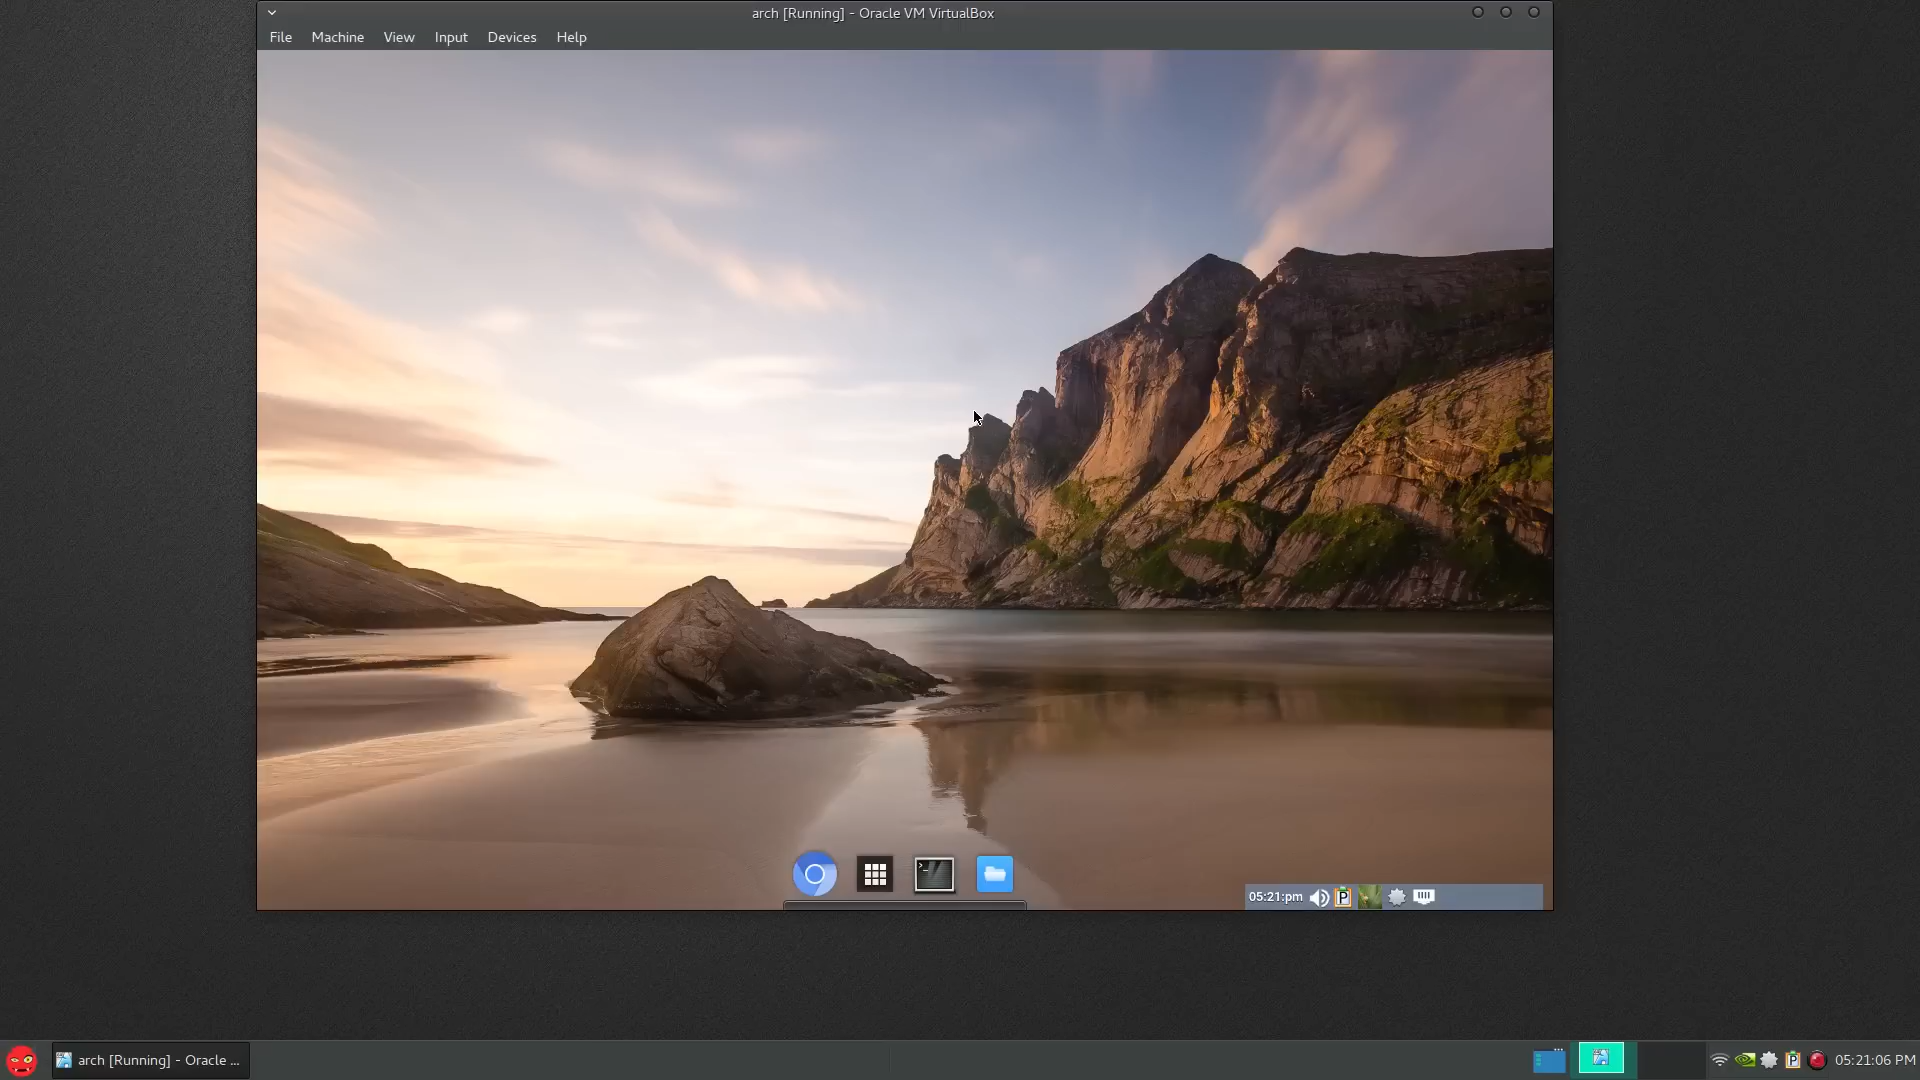 arch [Running] - Oracle VM VirtualBox
File Machine View Input Devices Help
05:21:pm
arch [Running] - Oracle ...
05:21:06 PM